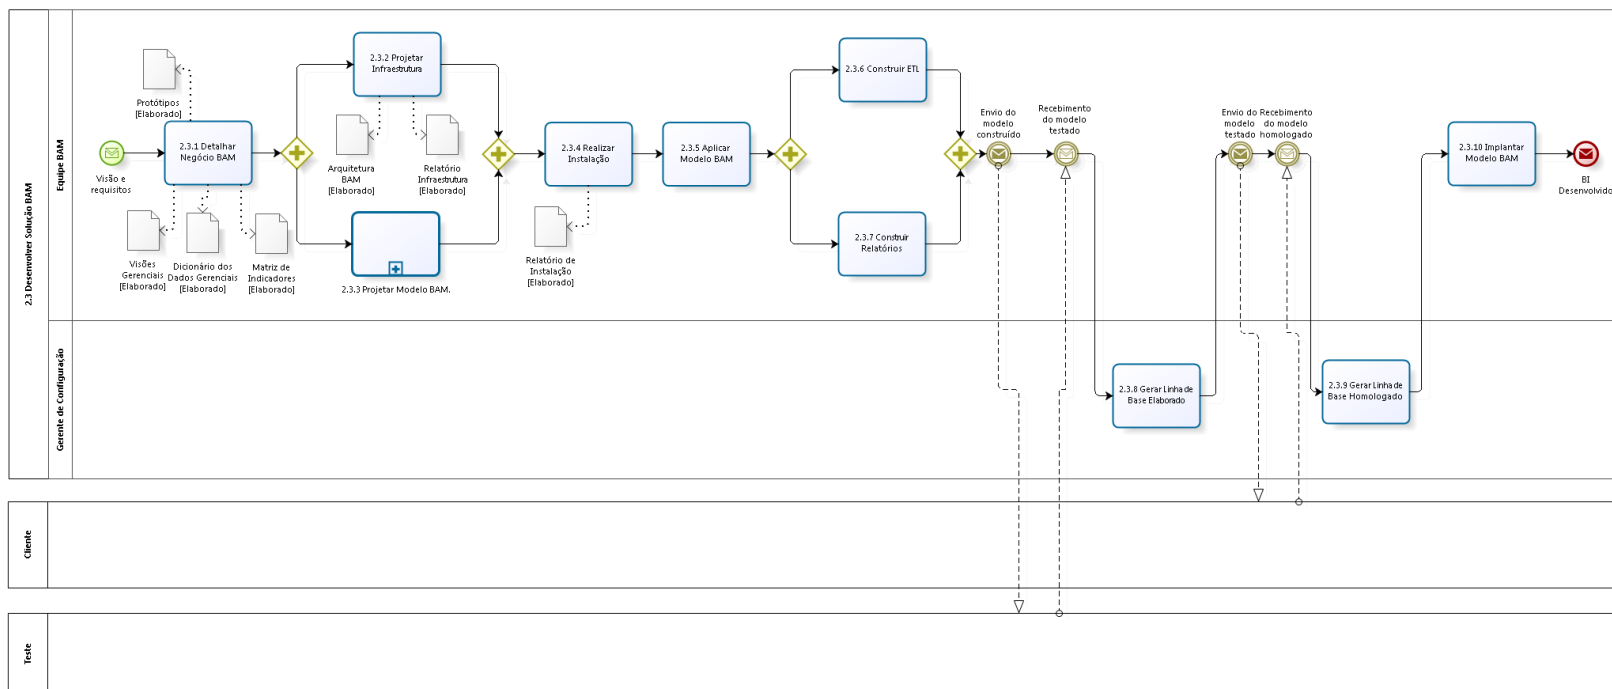 2.3 Desenvolver Solução BAM
Equipe BAM
Visão e
requisitos
Protótipos
[Elaborado]
2.3.1 Detalhar
Negócio BAM
Visões
Gerenciais
[Elaborado]
Dicionário dos
Dados Gerenciais
[Elaborado]
Matriz de
Indicadores
[Elaborado]
2.3.2 Projetar
Infraestrutura
Arquitetura
BAM
[Elaborado]
Relatório
Infraestrutura
[Elaborado]
2.3.3 Projetar Modelo BAM.
2.3.4 Realizar
Instalação
Relatório de
Instalação
[Elaborado]
2.3.5 Aplicar
Modelo BAM
2.3.6 Construir ETL
2.3.7 Construir
Relatórios
Envio do
modelo
construído
Recebimento
do modelo
testado
Envio do
modelo
testado
Recebimento
do modelo
homologado
2.3.10 Implantar
Modelo BAM
BI
Desenvolvido
Gerente de Configuração
2.3.8 Gerar Linha de
Base Elaborado
2.3.9 Gerar Linha de
Base Homologado
Cliente
Teste